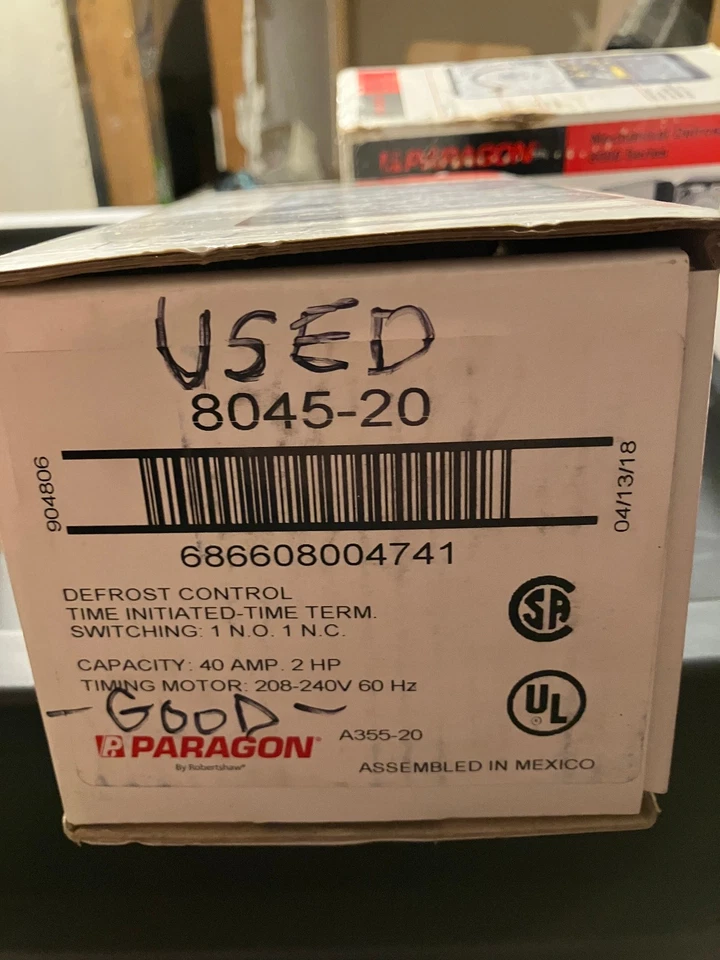 PARAGON
USED
8045-20
904806
04/13/18
686608004741
DEFROST CONTROL
TIME INITIATED-TIME TERM.
SWITCHING: 1 N.O. 1 N.C.
SA
CAPACITY: 40 AMP. 2 HP
TIMING MOTOR: 208-240V 60 Hz
UL
-GOOD-
PARAGON® A355-20
By Robertshaw®
ASSEMBLED IN MEXICO